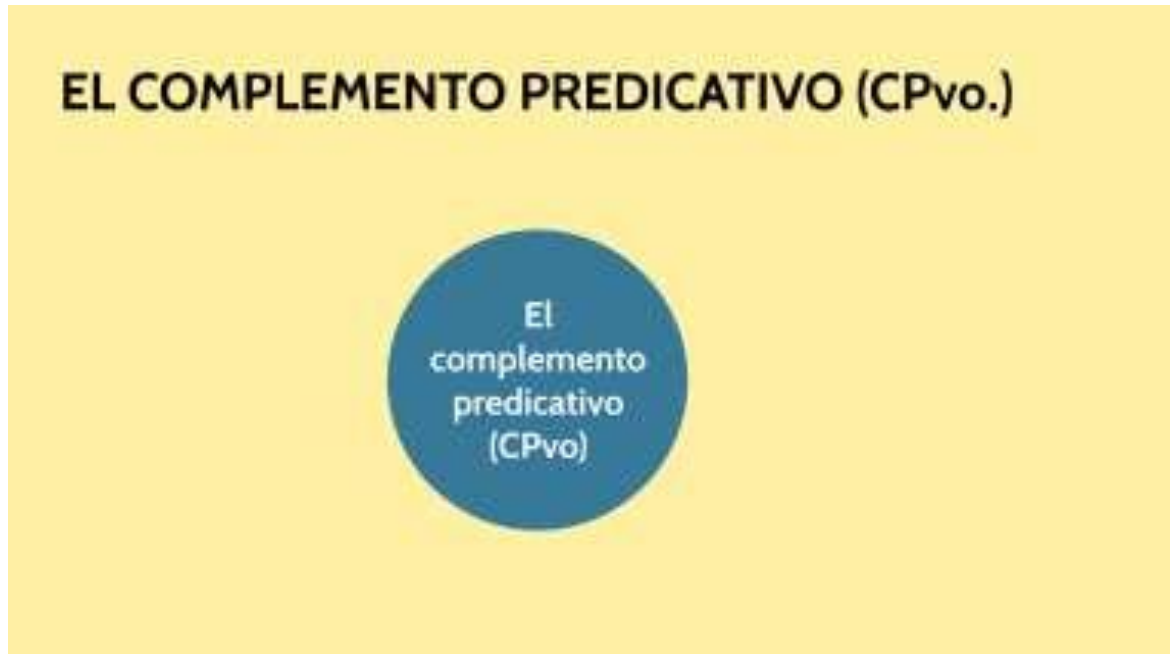 EL COMPLEMENTO PREDICATIVO (CPvo.)
El
complemento
predicativo
(CPvo)